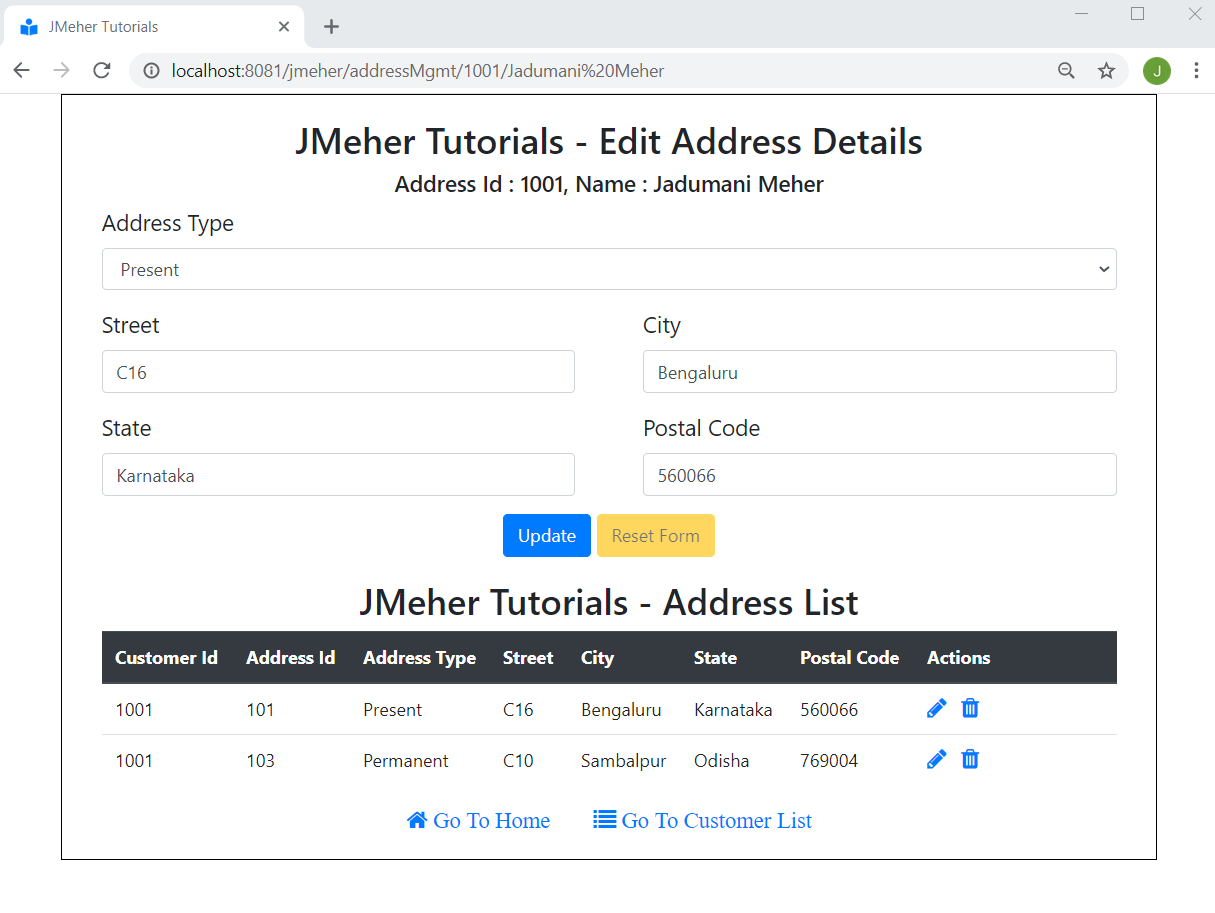 JMeher Tutorials
localhost:8081/jmeher/addressMgmt/1001/Jadumani%20Meher
J
JMeher Tutorials - Edit Address Details
Address Id : 1001, Name : Jadumani Meher
Address Type
Present
Street City
C16 Bengaluru
State Postal Code
Karnataka 560066
Update Reset Form
JMeher Tutorials - Address List
Customer Id Address Id Address Type Street City State Postal Code Actions
1001 101 Present C16 Bengaluru Karnataka 560066
1001 103 Permanent C10 Sambalpur Odisha 769004
Go To Home Go To Customer List